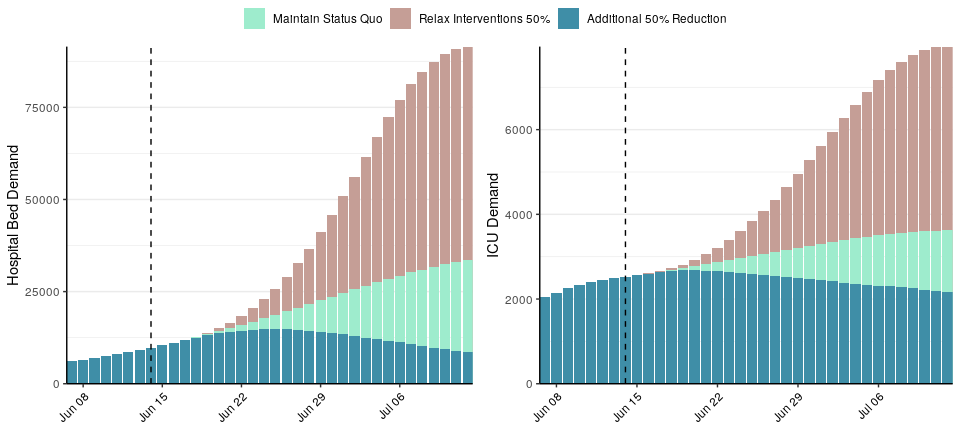 Maintain Status Quo Relax Interventions 50% Additional 50% Reduction
Hospital Bed Demand
75000
50000
25000
0
Jun 08 Jun 15 Jun 22 Jun 29 Jul 06
ICU Demand
6000
4000
2000
0
Jun 08 Jun 15 Jun 22 Jun 29 Jul 06